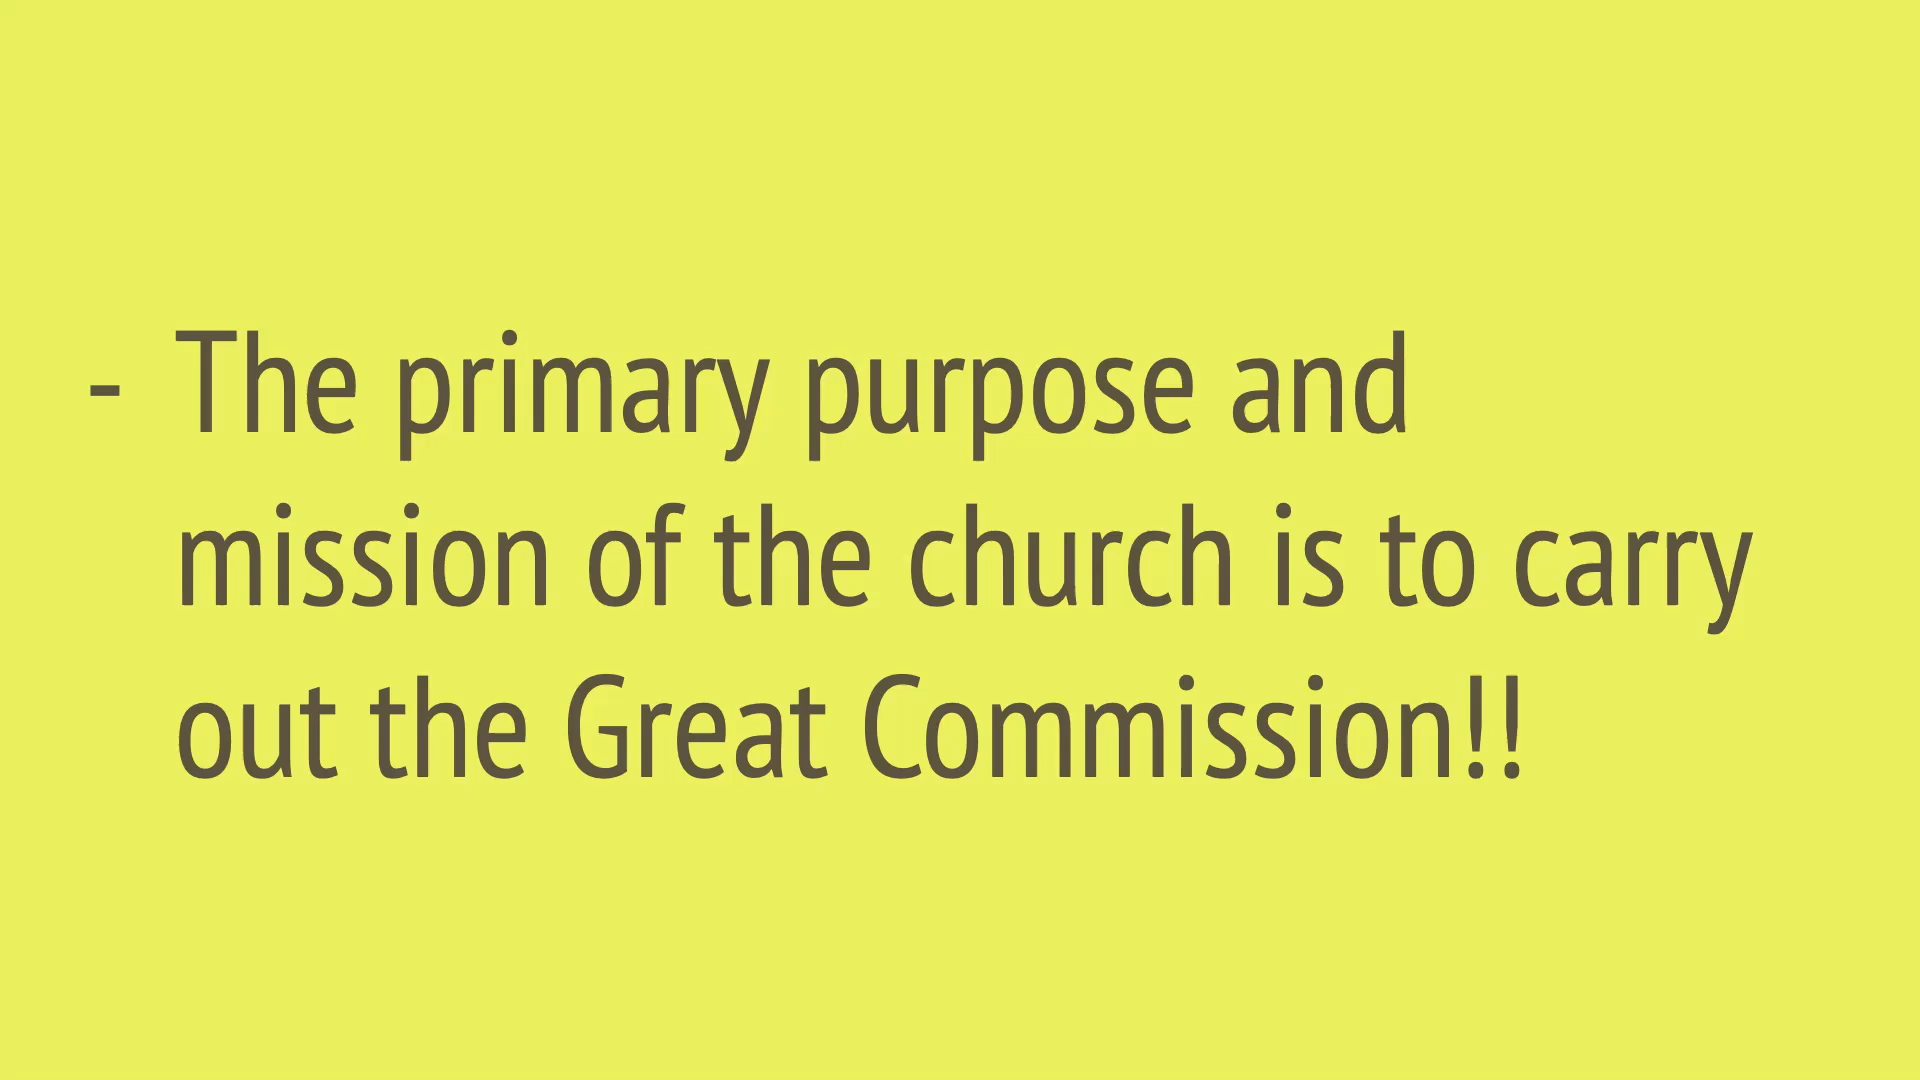 - The primary purpose and
mission of the church is to carry
out the Great Commission!!